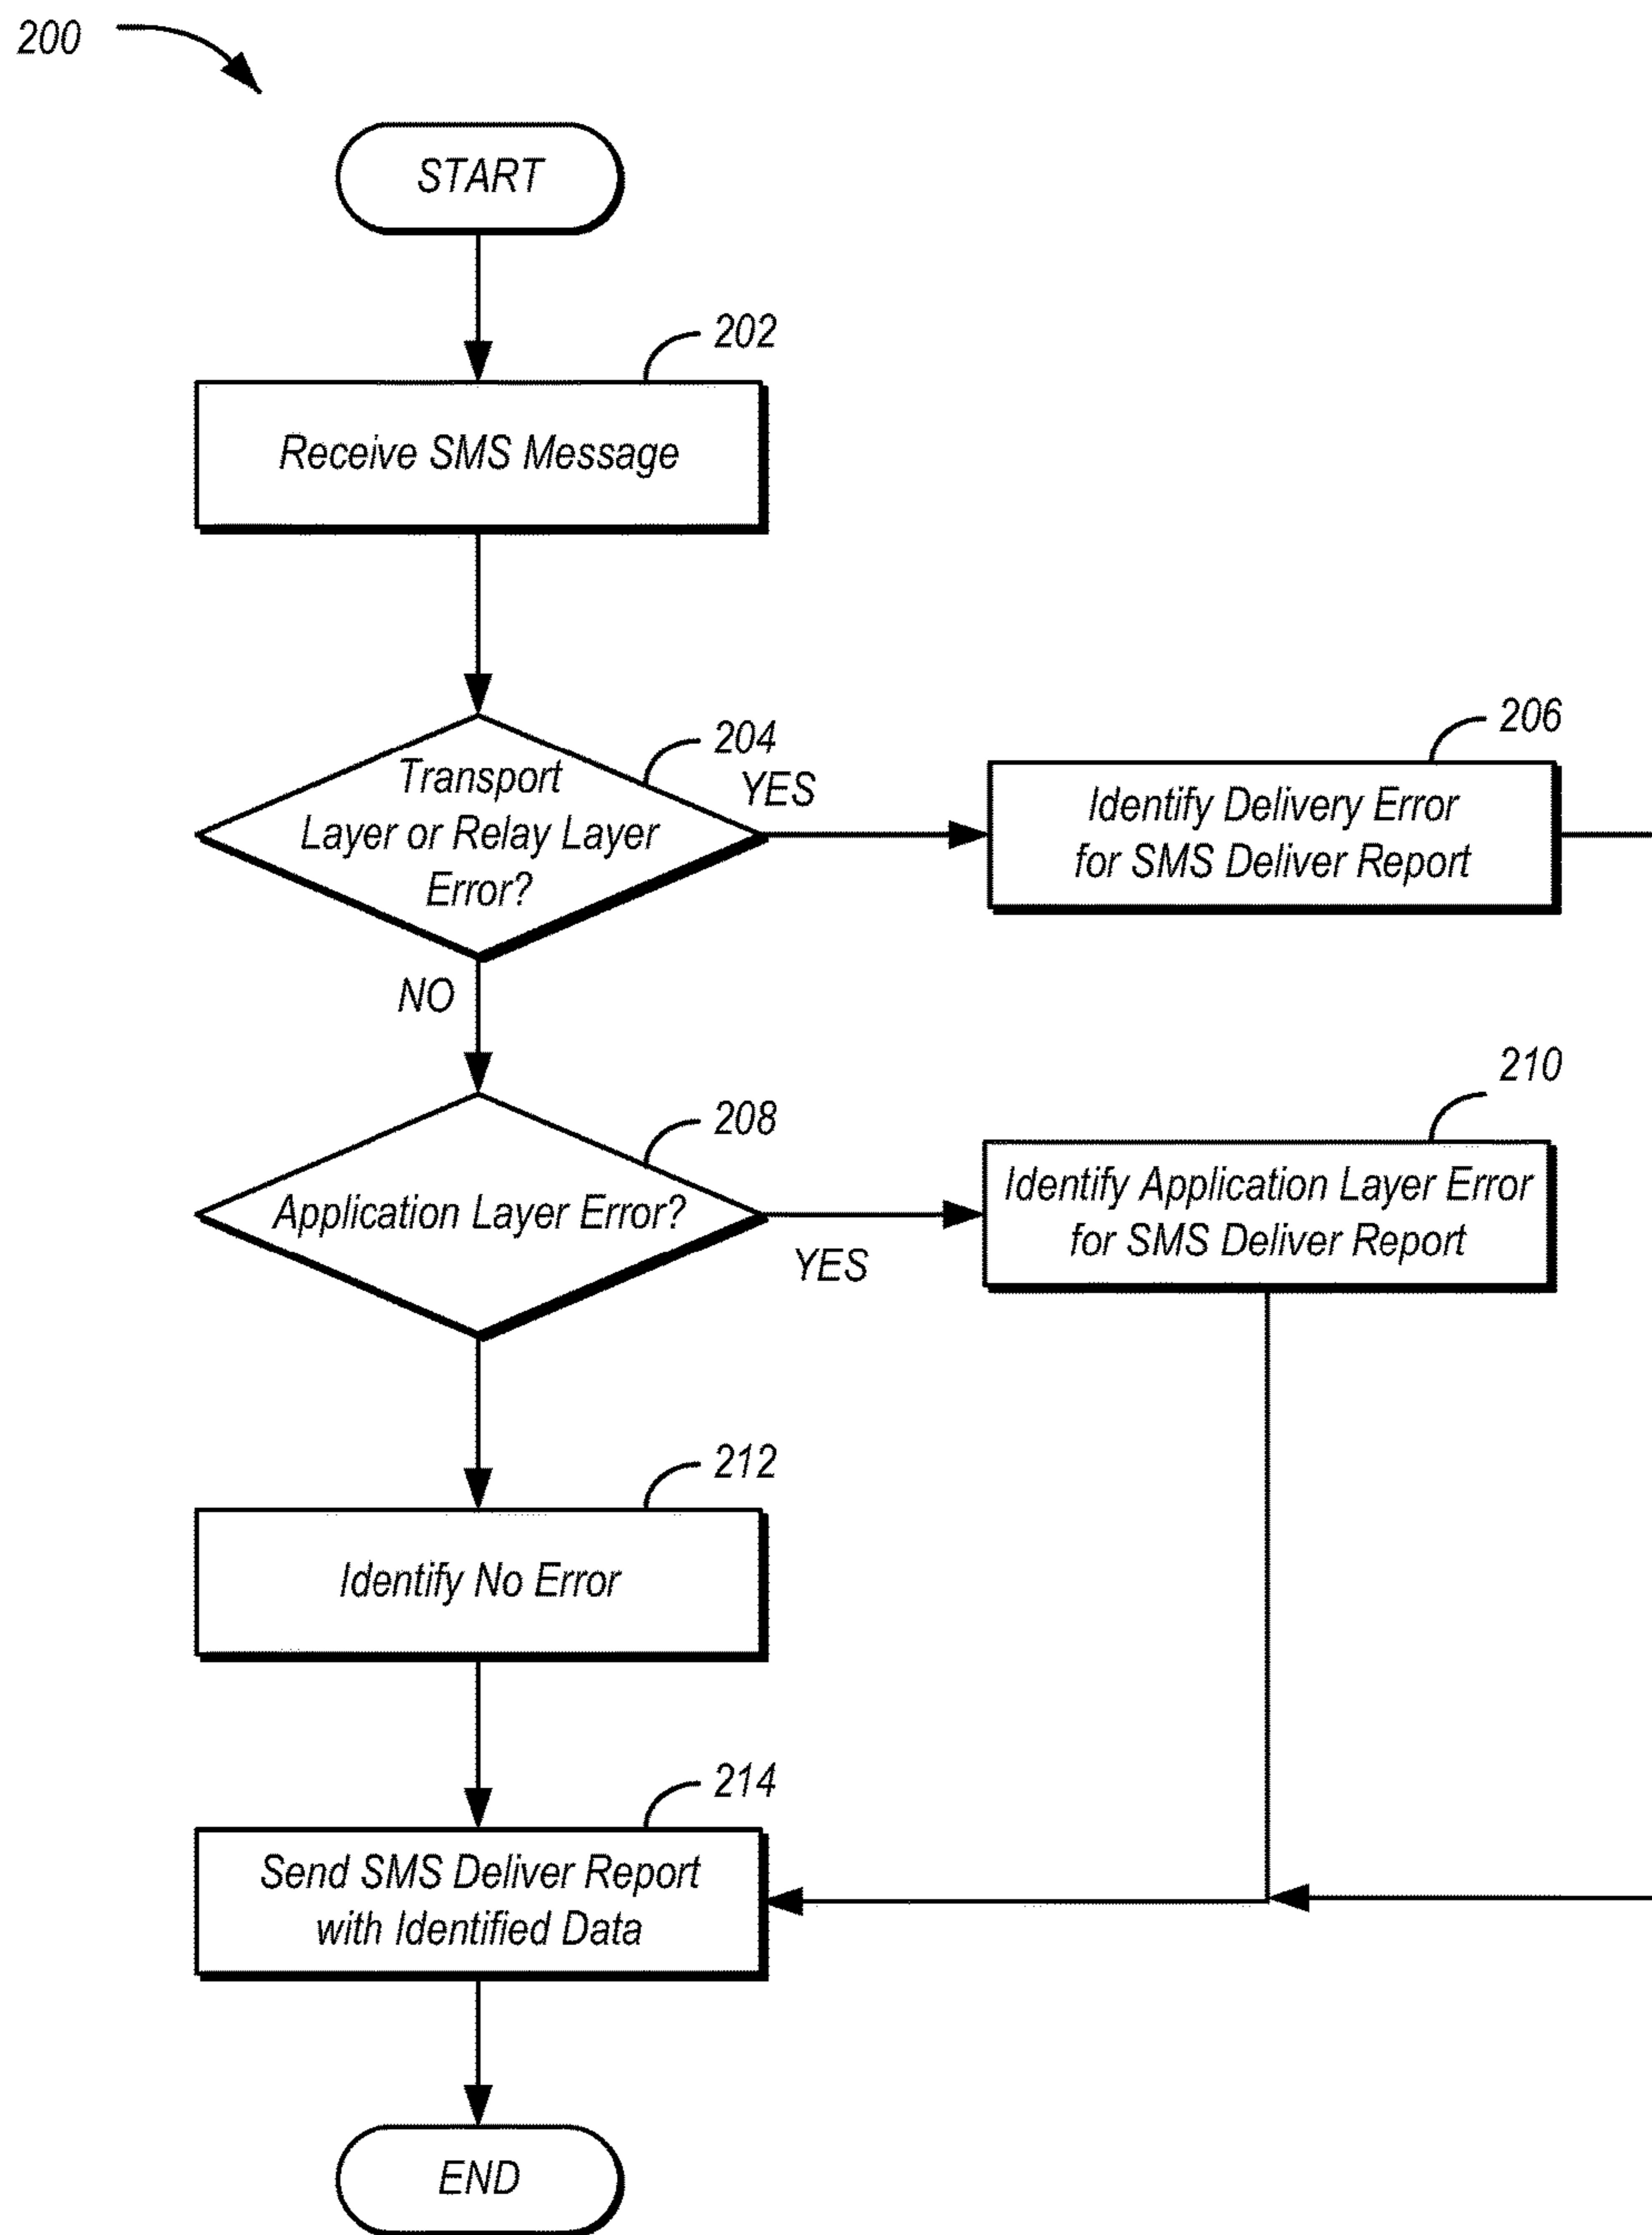 200
START
202
Receive SMS Message
204
Transport
Layer or Relay Layer
Error?
YES
206
Identify Delivery Error
for SMS Deliver Report
NO
208
Application Layer Error?
YES
210
Identify Application Layer Error
for SMS Deliver Report
212
Identify No Error
214
Send SMS Deliver Report
with Identified Data
END